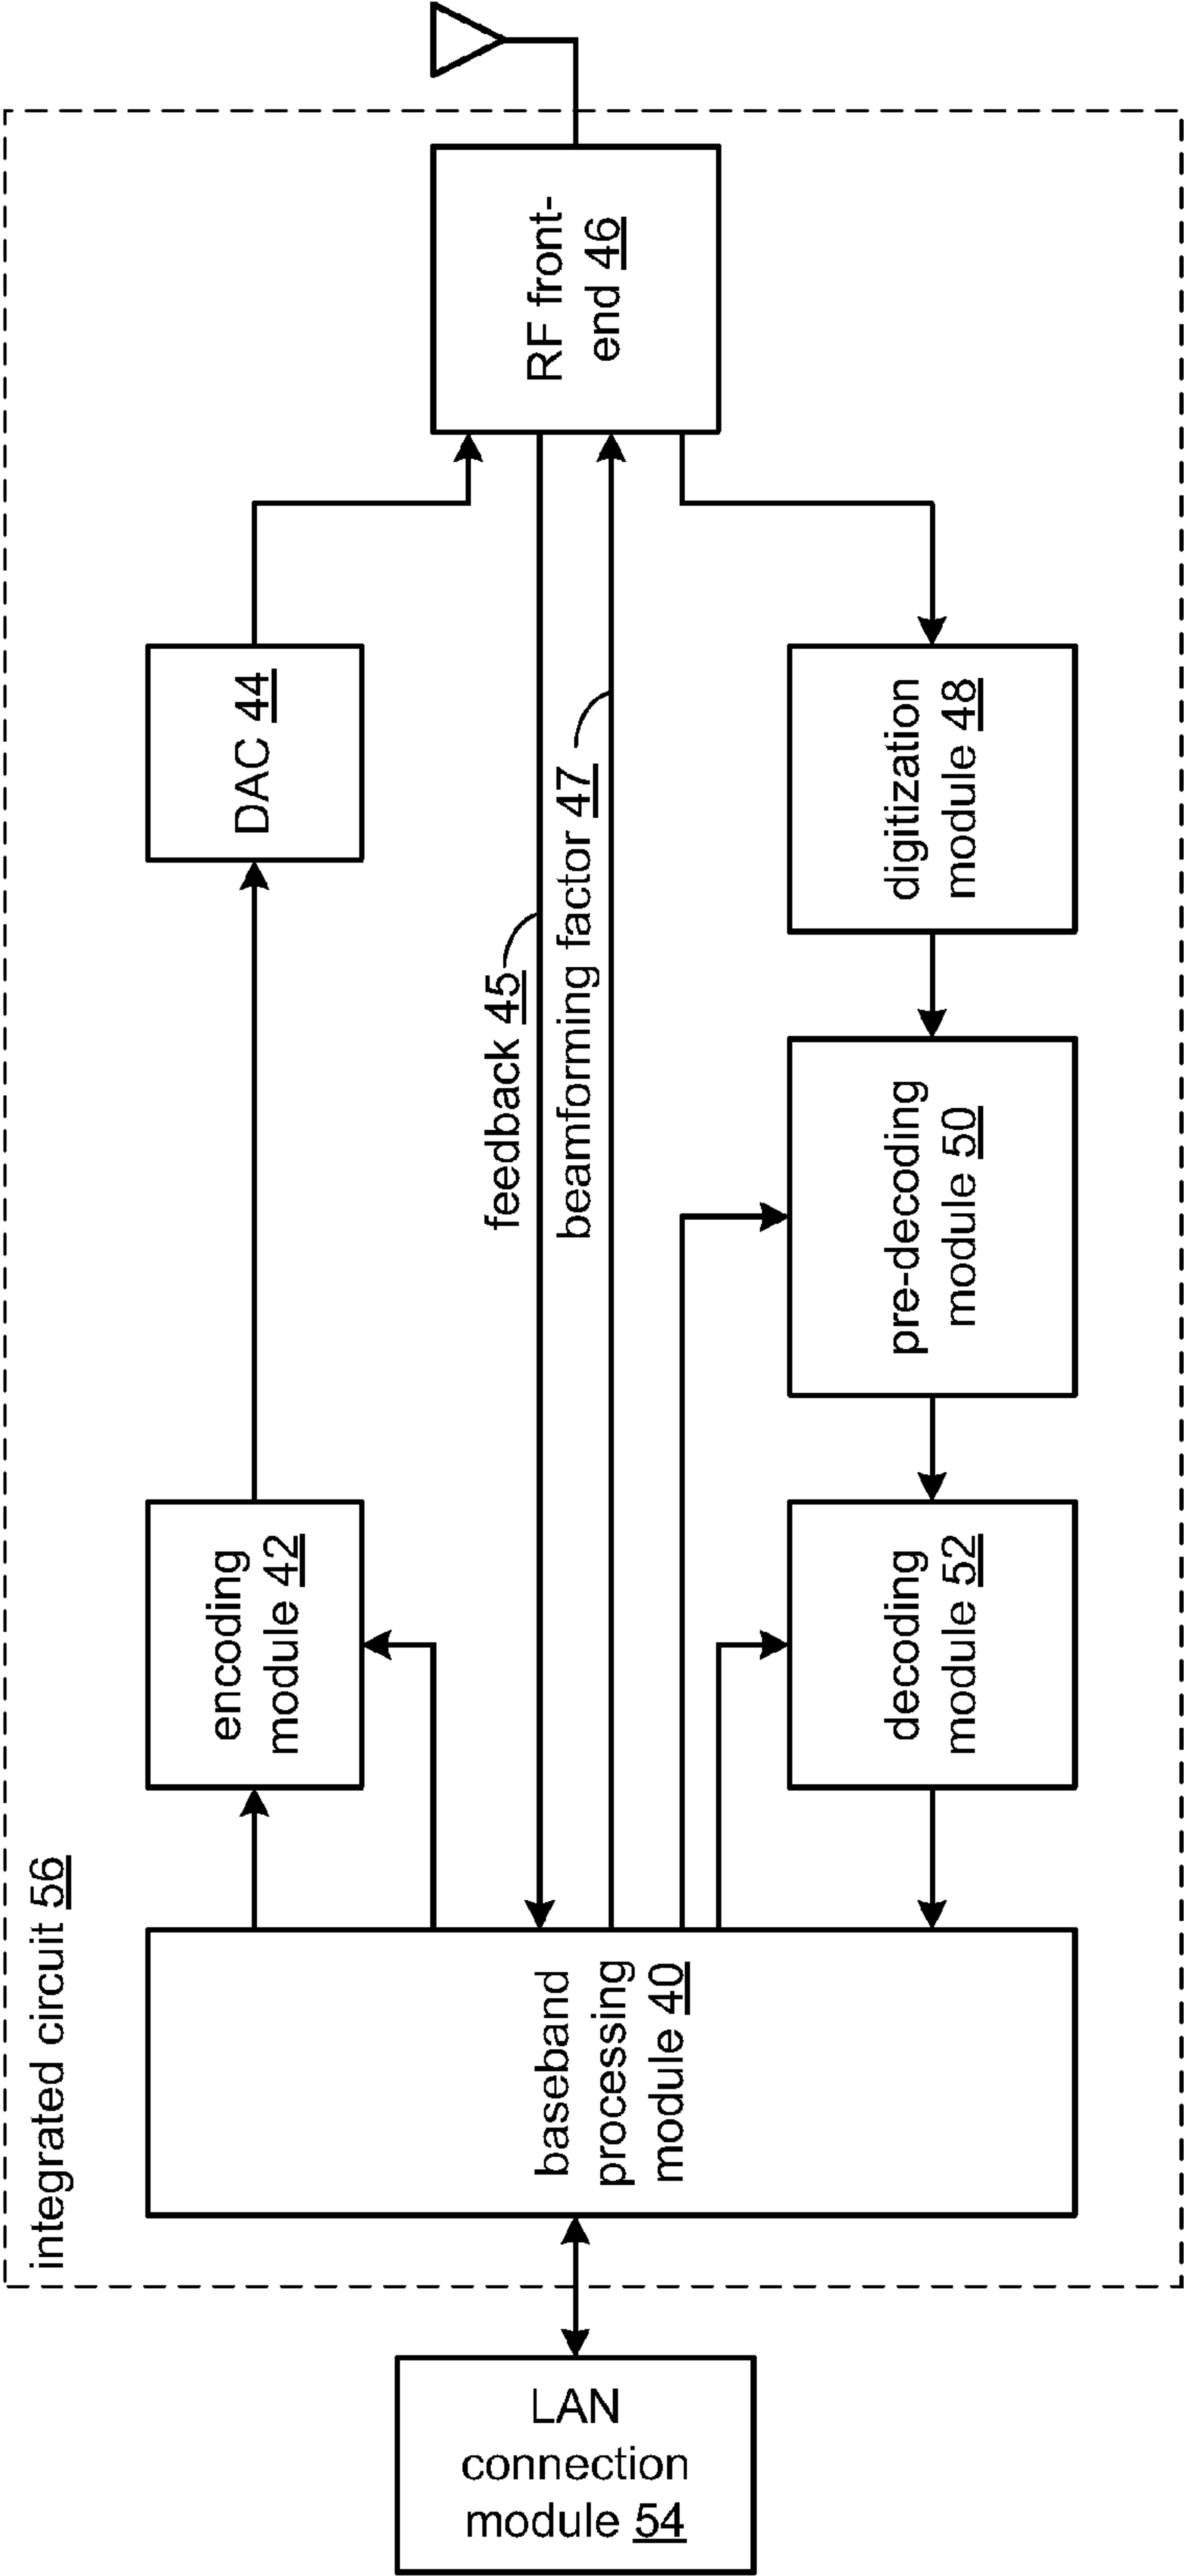 integrated circuit 56
encoding
module 42
DAC 44
RF front-
end 46
feedback 45
beamforming factor 47
baseband
processing
module 40
decoding
module 52
pre-decoding
module 50
digitization
module 48
LAN
connection
module 54